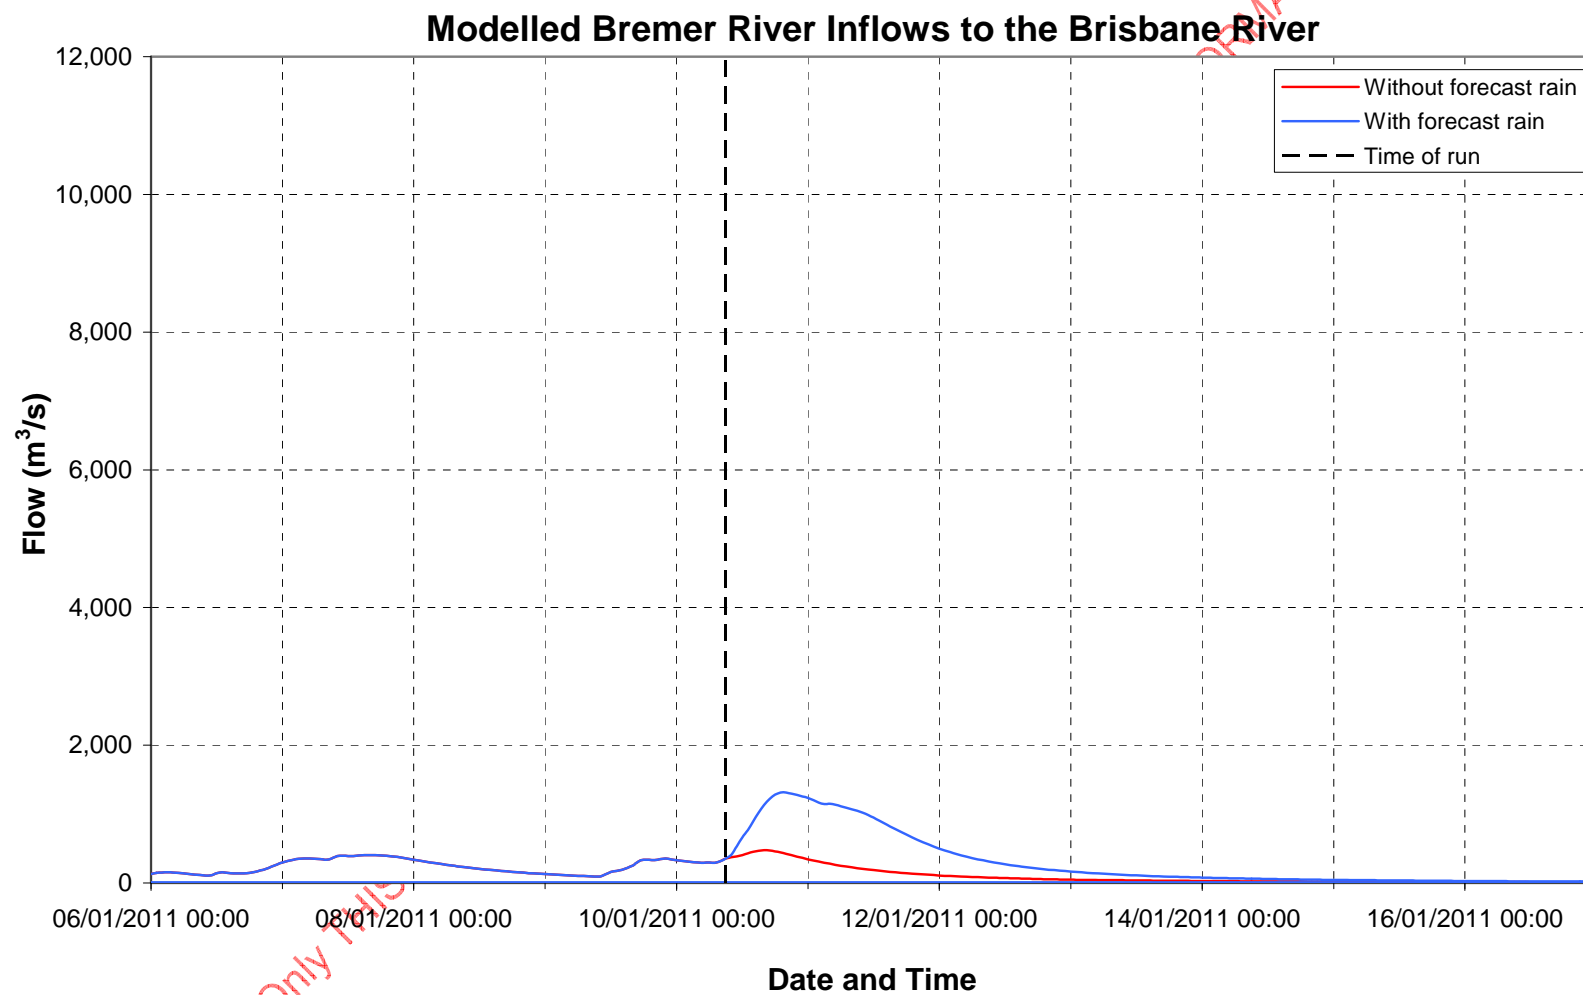 Modelled Bremer River Inflows to the Brisbane River
12,000
10,000
8,000
6,000
4,000
2,000
0
Flow (m³/s)
Without forecast rain
With forecast rain
Time of run
06/01/2011 00:00
08/01/2011 00:00
10/01/2011 00:00
12/01/2011 00:00
14/01/2011 00:00
16/01/2011 00:00
Date and Time
Only THIS